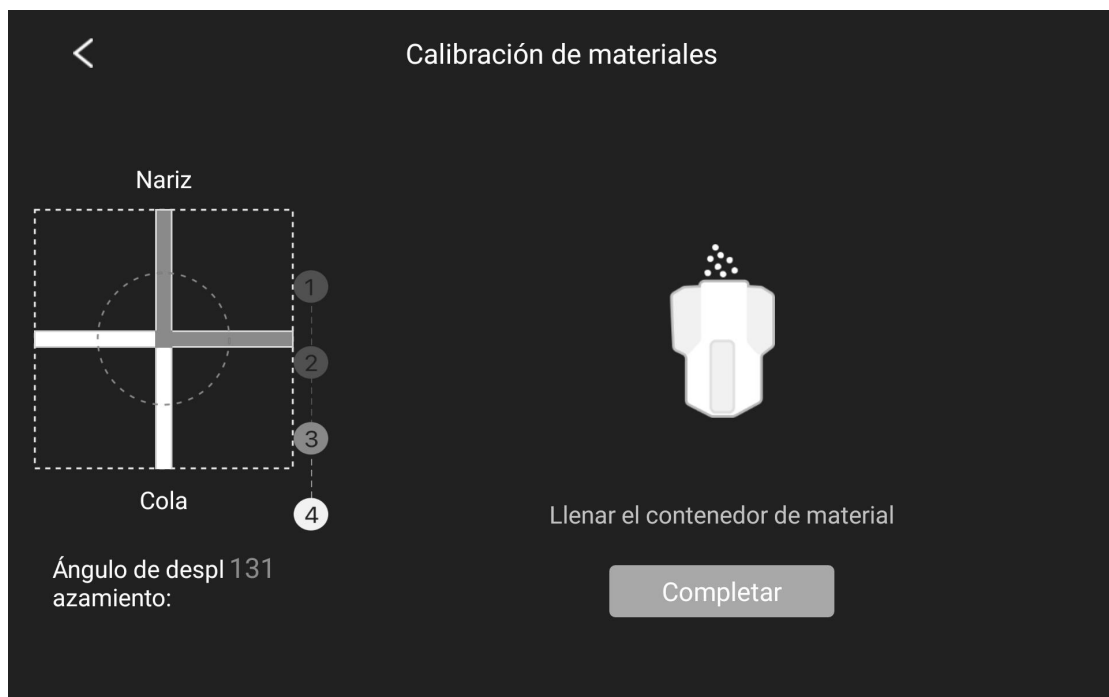 Calibración de materiales
Nariz
1
2
3
Cola
4
Llenar el contenedor de material
Ángulo de despl 131
azamiento:
Completar